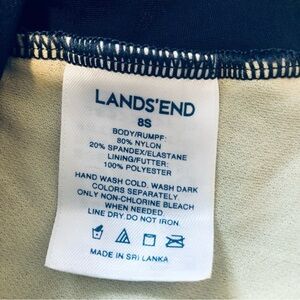 LANDS'END
8S
BODY/RUMPF:
80% NYLON
20% SPANDEX/ELASTANE
LINING/FUTTER:
100% POLYESTER
HAND WASH COLD. WASH DARK
COLORS SEPARATELY.
ONLY NON-CHLORINE BLEACH
WHEN NEEDED.
LINE DRY. DO NOT IRON.
MADE IN SRI LANKA